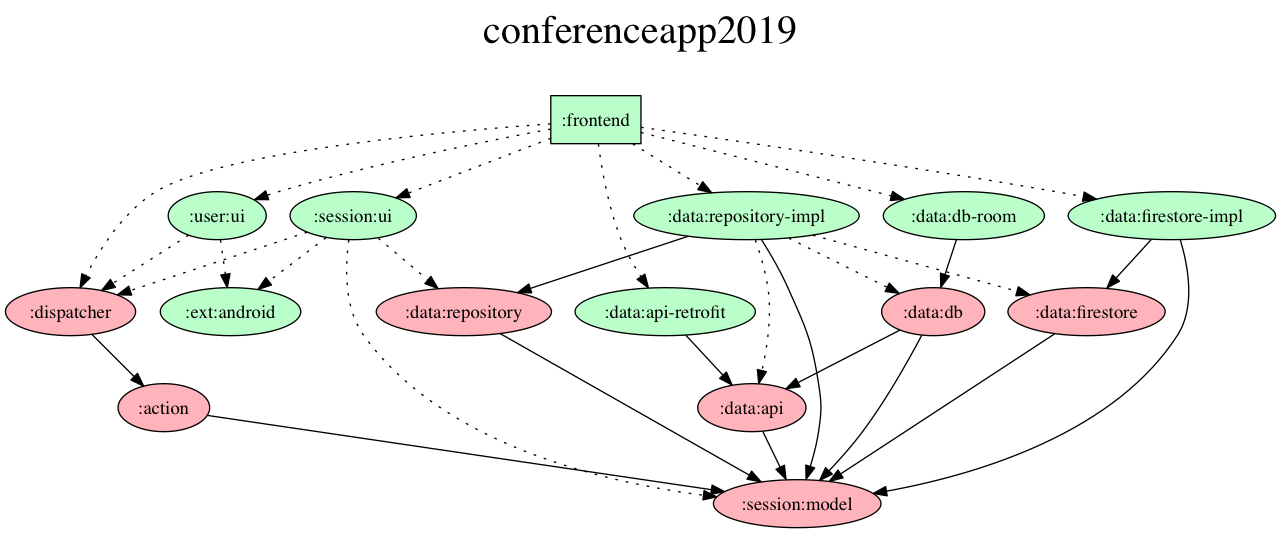 conferenceapp2019
:frontend
:user:ui
:session:ui
:data:repository-impl
:data:db-room
:data:firestore-impl
:dispatcher
:ext:android
:data:repository
:data:api-retrofit
:data:db
:data:firestore
:action
:data:api
:session:model